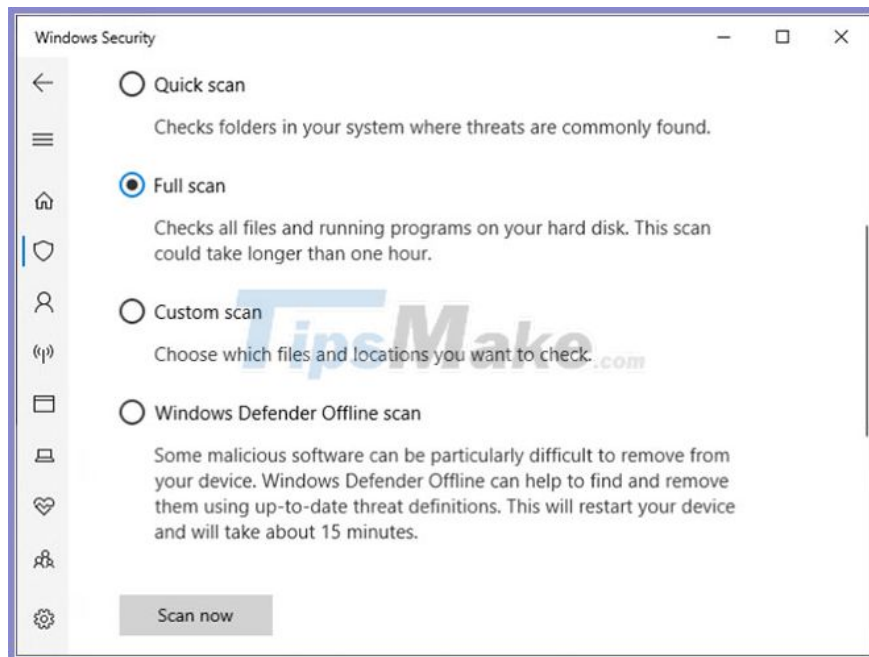 Windows Security
Quick scan
Checks folders in your system where threats are commonly found.
Full scan
Checks all files and running programs on your hard disk. This scan
could take longer than one hour.
Custom scan
TipsMake.com
Choose which files and locations you want to check.
Windows Defender Offline scan
Some malicious software can be particularly difficult to remove from
your device. Windows Defender Offline can help to find and remove
them using up-to-date threat definitions. This will restart your device
and will take about 15 minutes.
Scan now